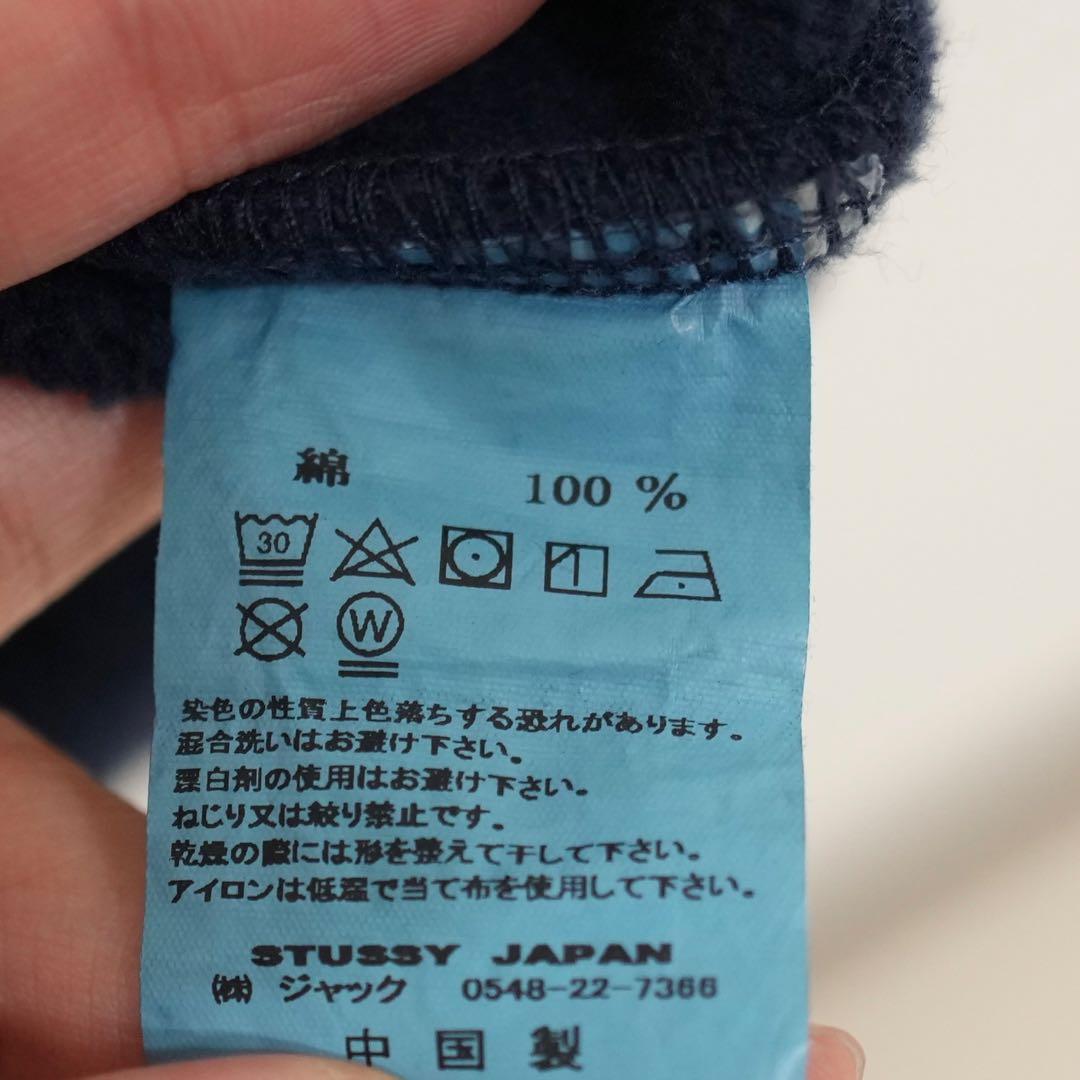 綿 100 %
30
W
染色の性質上色落ちする恐れがあります。
混合洗いはお避け下さい。
漂白剤の使用はお避け下さい。
ねじり又は絞り禁止です。
乾燥の際には形を整えて干して下さい。
アイロンは低温で当て布を使用して下さい。
STUSSY JAPAN
㈱ ジャック 0548-22-7366
中国製